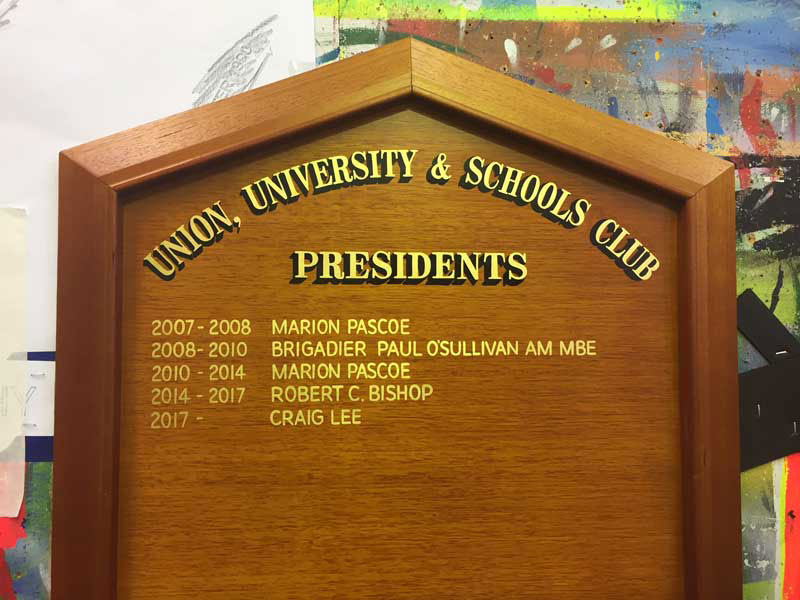 UNION, UNIVERSITY & SCHOOLS CLUB
PRESIDENTS
2007 - 2008 MARION PASCOE
2008 - 2010 BRIGADIER PAUL O'SULLIVAN AM MBE
2010 - 2014 MARION PASCOE
2014 - 2017 ROBERT C. BISHOP
2017 - CRAIG LEE